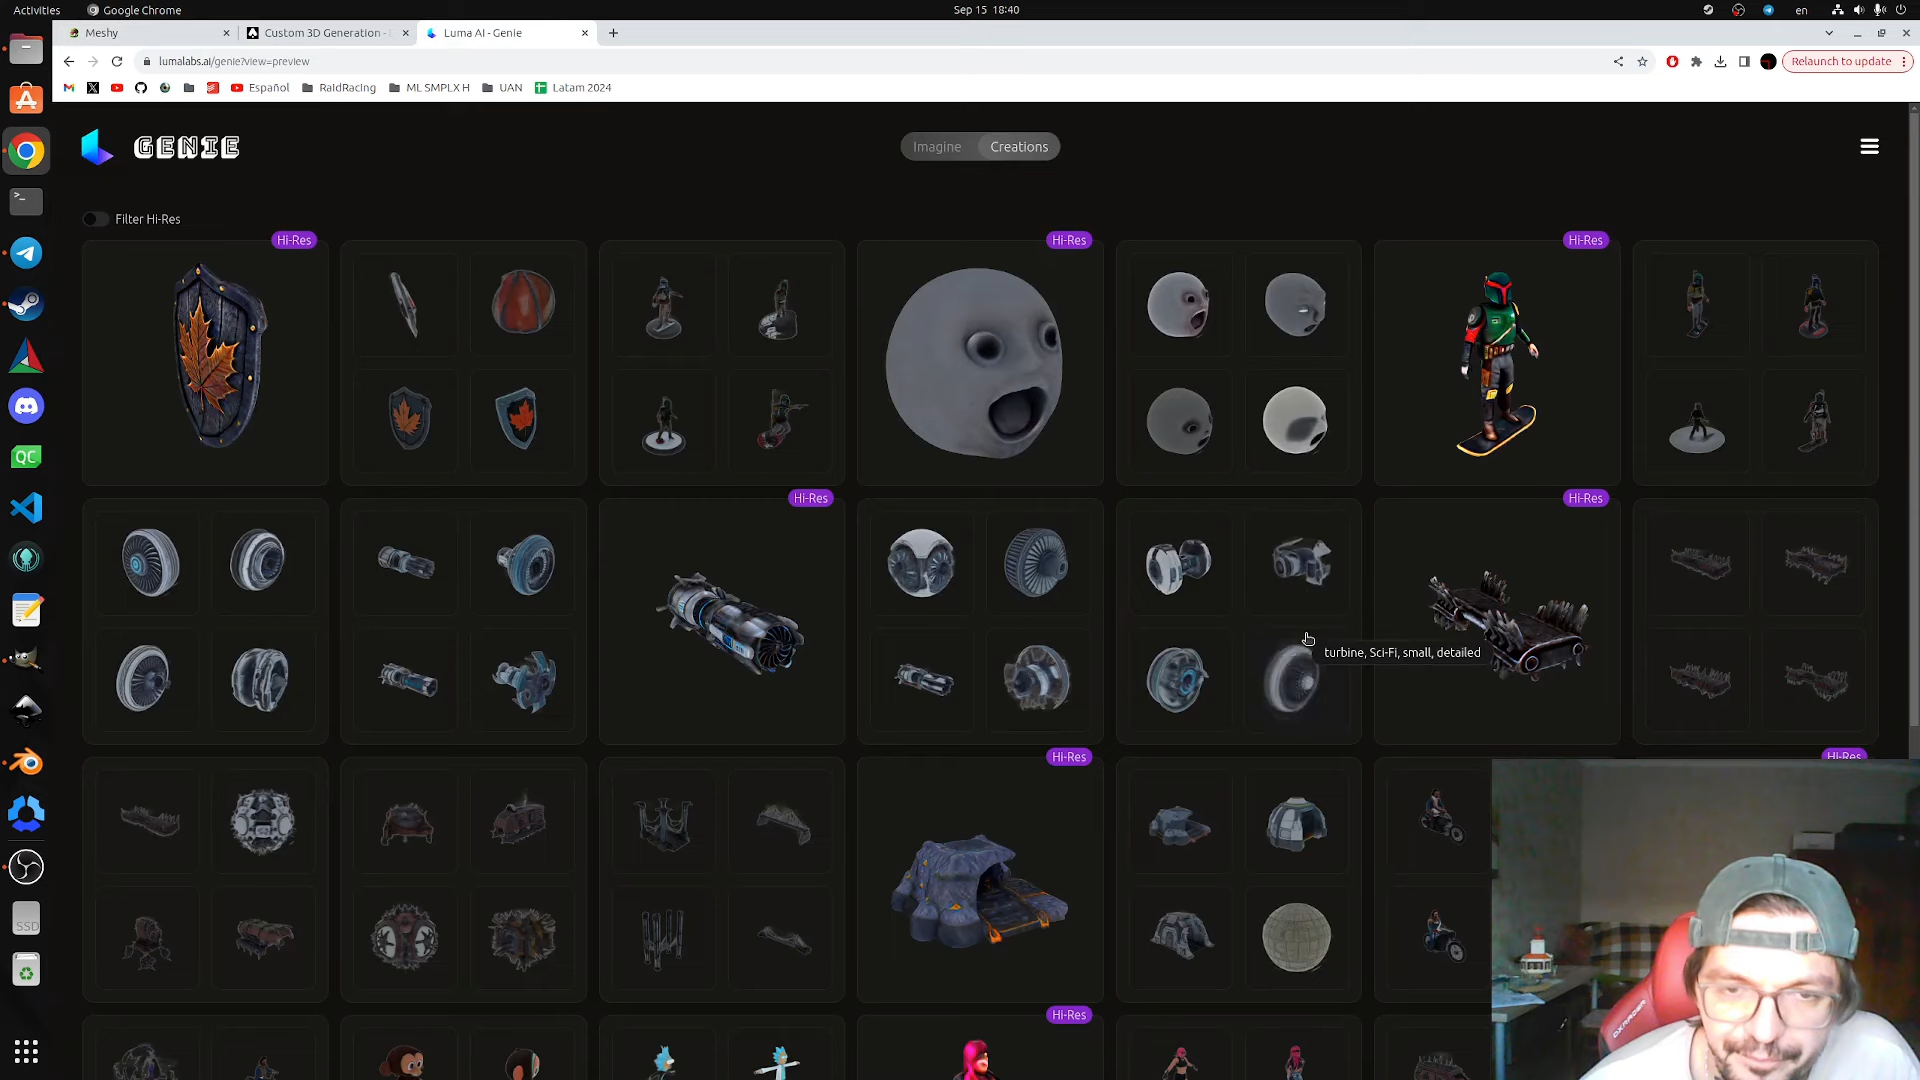 Activities
Google Chrome
Sep 15 18:40
en
Meshy
Custom 3D Generation -
Luma AI - Genie
lumalabs.ai/genie?view=preview
Relaunch to update
Español
RaidRacing
ML SMPLX H
UAN
Latam 2024
GENIE
Imagine
Creations
Filter Hi-Res
Hi-Res
Hi-Res
Hi-Res
Hi-Res
Hi-Res
turbine, Sci-Fi, small, detailed
Hi-Res
Hi-Res
Hi-Res
QC
SSD
DXRACER